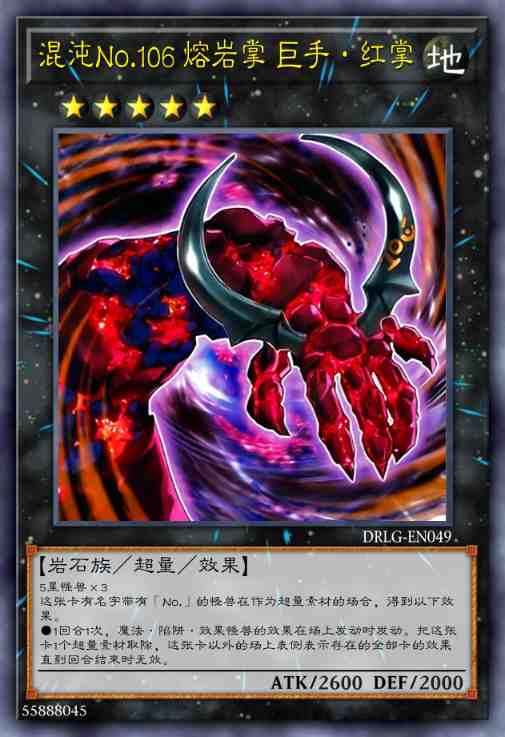 混沌No.106 熔岩掌 巨手·红掌 地
106
DRLG-EN049
【岩石族／超量／效果】
5星怪兽×3
这张卡有名字带有「No.」的怪兽在作为超量素材的场合，得到以下效
果。
●1回合1次，魔法·陷阱·效果怪兽的效果在场上发动时发动。把这张
卡1个超量素材取除，这张卡以外的场上表侧表示存在的全部卡的效果
直到回合结束时无效。
ATK/2600 DEF/2000
55888045